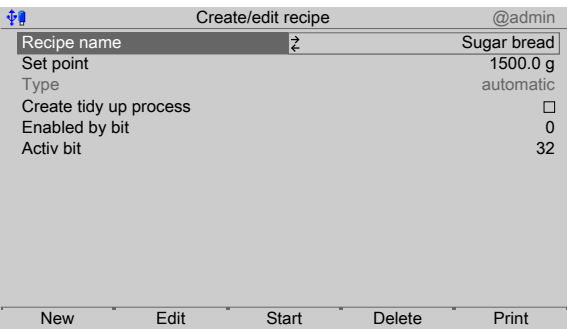 Create/edit recipe @admin
Recipe name Sugar bread
Set point 1500.0 g
Type automatic
Create tidy up process
Enabled by bit 0
Activ bit 32
New Edit Start Delete Print